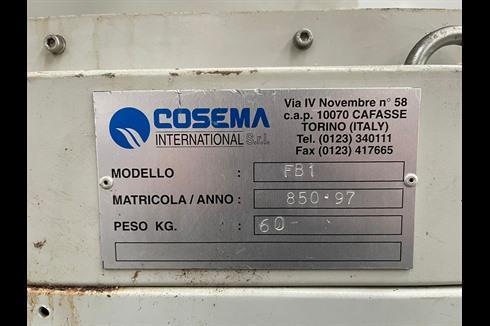 COSEMA
INTERNATIONAL S.r.l.
Via IV Novembre n° 58
c.a.p. 10070 CAFASSE
TORINO (ITALY)
Tel. (0123) 340111
Fax (0123) 417665
MODELLO : FB1
MATRICOLA / ANNO : 850·97
PESO KG. : 60-